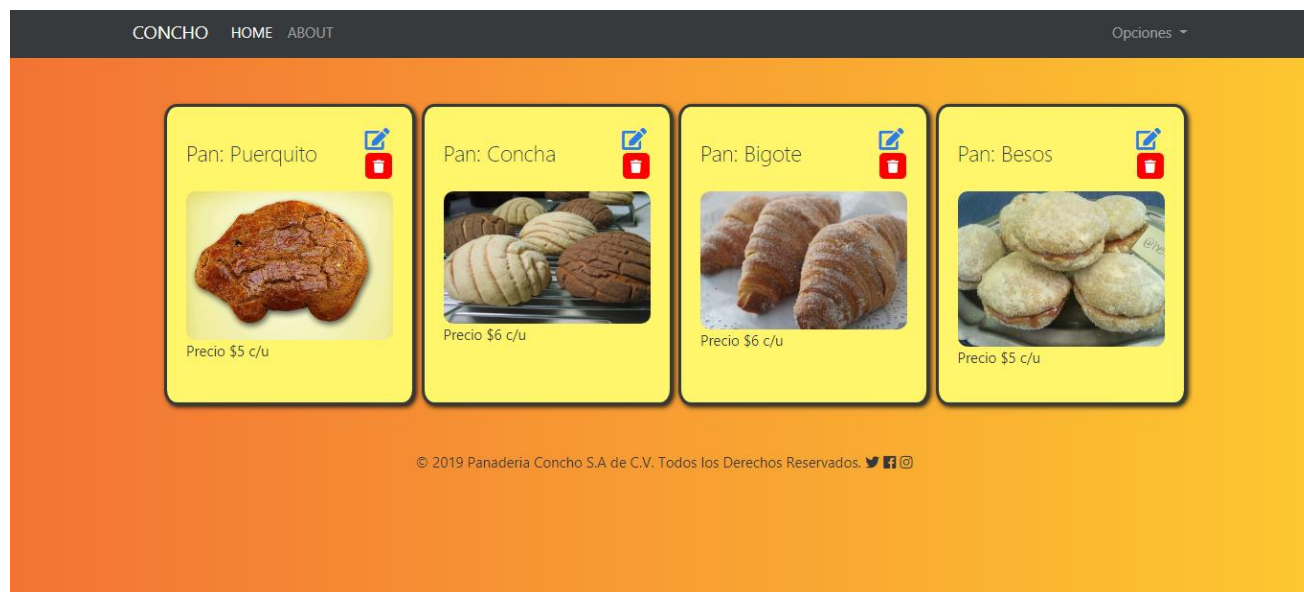 CONCHO HOME ABOUT Opciones
Pan: Puerquito
Precio $5 c/u
Pan: Concha
Precio $6 c/u
Pan: Bigote
Precio $6 c/u
Pan: Besos
Precio $5 c/u
© 2019 Panaderia Concho S.A de C.V. Todos los Derechos Reservados.